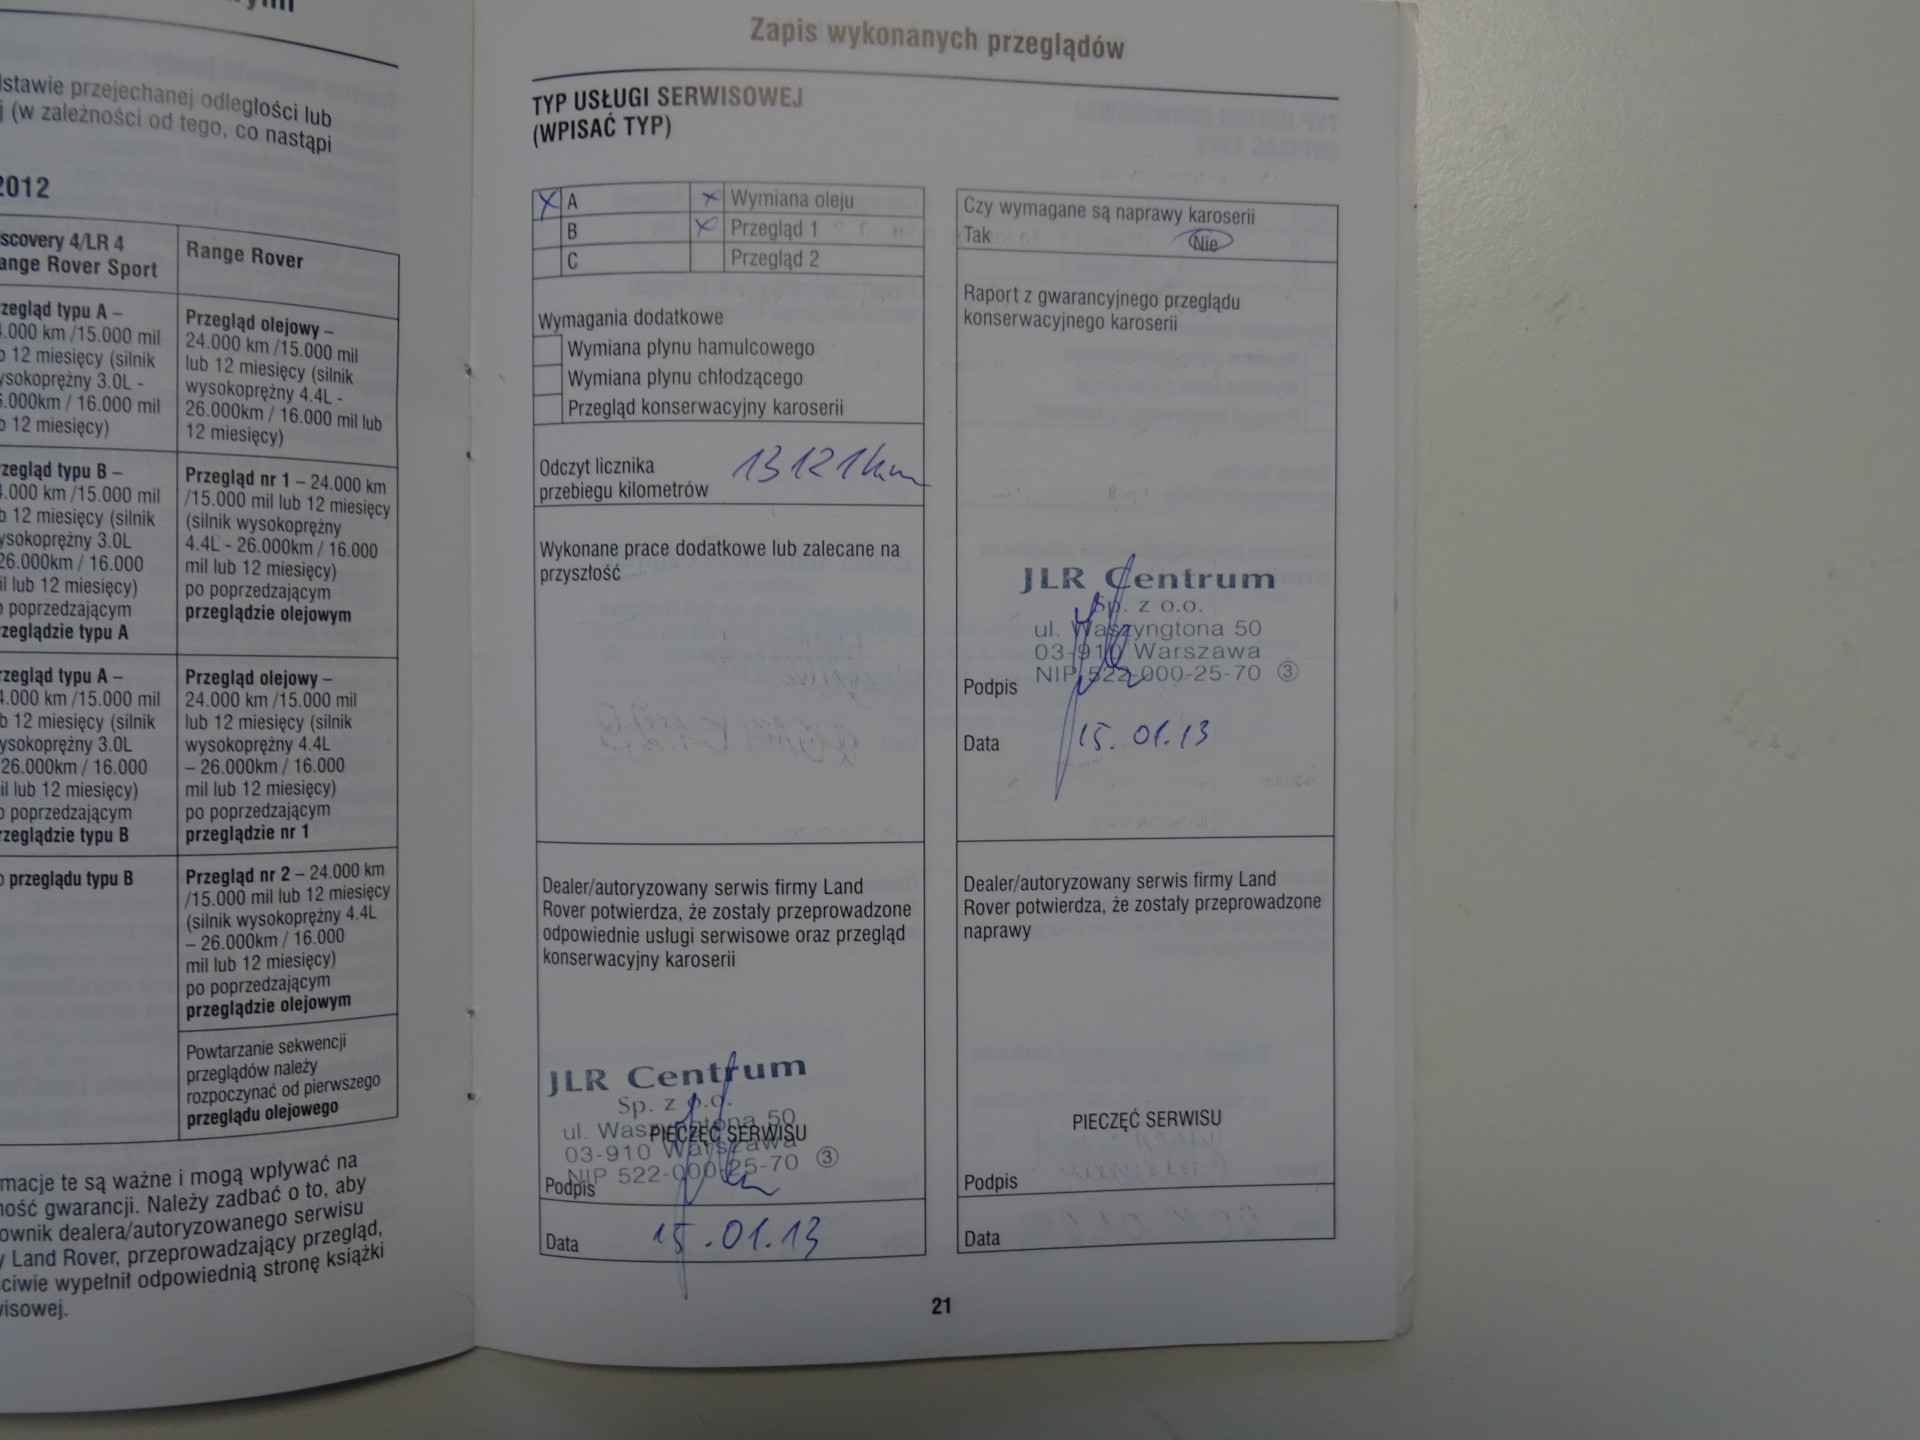 stawie przejechanej odległości lub
(w zależności od tego, co nastąpi
2012
scovery 4/LR 4
ange Rover Sport
Range Rover
zegląd typu A –
.000 km /15.000 mil
12 miesięcy (silnik
ysokoprężny 3.0L -
.000km / 16.000 mil
12 miesięcy)
Przegląd olejowy –
24.000 km /15.000 mil
lub 12 miesięcy (silnik
wysokoprężny 4.4L -
26.000km / 16.000 mil lub
12 miesięcy)
zegląd typu B –
.000 km /15.000 mil
12 miesięcy (silnik
ysokoprężny 3.0L
26.000km / 16.000
il lub 12 miesięcy)
poprzedzającym
zeglądzie typu A
Przegląd nr 1 – 24.000 km
/15.000 mil lub 12 miesięcy
(silnik wysokoprężny
4.4L - 26.000km / 16.000
mil lub 12 miesięcy)
po poprzedzającym
przeglądzie olejowym
zegląd typu A –
.000 km /15.000 mil
12 miesięcy (silnik
ysokoprężny 3.0L
26.000km / 16.000
il lub 12 miesięcy)
poprzedzającym
zeglądzie typu B
Przegląd olejowy –
24.000 km /15.000 mil
lub 12 miesięcy (silnik
wysokoprężny 4.4L
– 26.000km / 16.000
mil lub 12 miesięcy)
po poprzedzającym
przeglądzie nr 1
przeglądu typu B
Przegląd nr 2 – 24.000 km
/15.000 mil lub 12 miesięcy
(silnik wysokoprężny 4.4L
– 26.000km / 16.000
mil lub 12 miesięcy)
po poprzedzającym
przeglądzie olejowym
Powtarzanie sekwencji
przeglądów należy
rozpoczynać od pierwszego
przeglądu olejowego
macje te są ważne i mogą wpływać na
ość gwarancji. Należy zadbać o to, aby
ownik dealera/autoryzowanego serwisu
Land Rover, przeprowadzający przegląd,
ciwie wypełnił odpowiednią stronę książki
isowej.
Zapis wykonanych przeglądów
TYP USŁUGI SERWISOWEJ
(WPISAĆ TYP)
X A X Wymiana oleju
B X Przegląd 1
C Przegląd 2
Wymagania dodatkowe
Wymiana płynu hamulcowego
Wymiana płynu chłodzącego
Przegląd konserwacyjny karoserii
Odczyt licznika
przebiegu kilometrów
13121km
Wykonane prace dodatkowe lub zalecane na
przyszłość
Dealer/autoryzowany serwis firmy Land
Rover potwierdza, że zostały przeprowadzone
odpowiednie usługi serwisowe oraz przegląd
konserwacyjny karoserii
JLR Centrum
Sp. z o.o.
ul. Waszyngtona 50
PIECZĘĆ SERWISU
03-910 Warszawa
NIP 522-000-25-70 ③
Podpis
Data 15.01.13
Czy wymagane są naprawy karoserii
Tak Nie
Raport z gwarancyjnego przeglądu
konserwacyjnego karoserii
JLR Centrum
Sp. z o.o.
ul. Waszyngtona 50
03-910 Warszawa
NIP 522-000-25-70 ③
Podpis
Data 15.01.13
Dealer/autoryzowany serwis firmy Land
Rover potwierdza, że zostały przeprowadzone
naprawy
PIECZĘĆ SERWISU
Podpis
Data
21